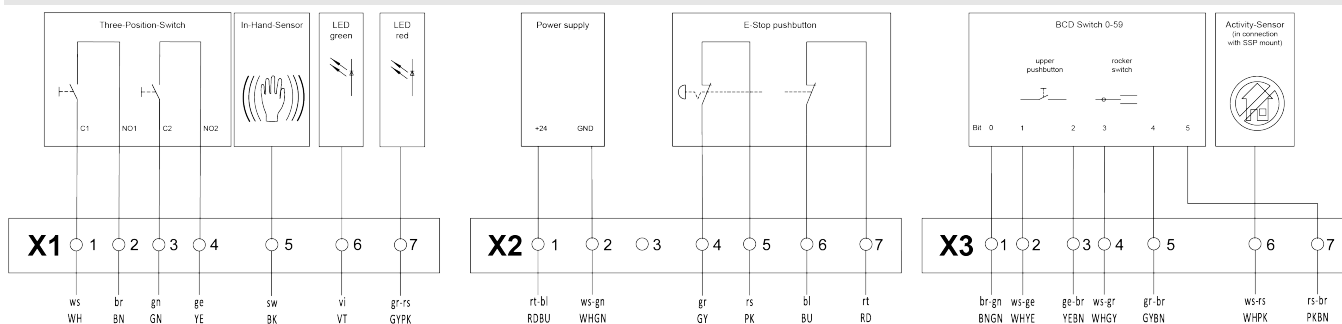 Three-Position-Switch
In-Hand-Sensor
LED
green
LED
red
C1 NO1 C2 NO2
Power supply
+24 GND
E-Stop pushbutton
BCD Switch 0-59
upper
pushbutton
rocker
switch
Bit 0 1 2 3 4 5
Activity-Sensor
(in connection
with SSP mount)
X1 1 2 3 4 5 6 7
X2 1 2 3 4 5 6 7
X3 1 2 3 4 5 6 7
ws br gn ge sw vi gr-rs
WH BN GN YE BK VT GYPK
rt-bl ws-gn gr rs bl rt
RDBU WHGN GY PK BU RD
br-gn ws-ge ge-br ws-gr gr-br ws-rs rs-br
BNGN WHYE YEBN WHGY GYBN WHPK PKBN